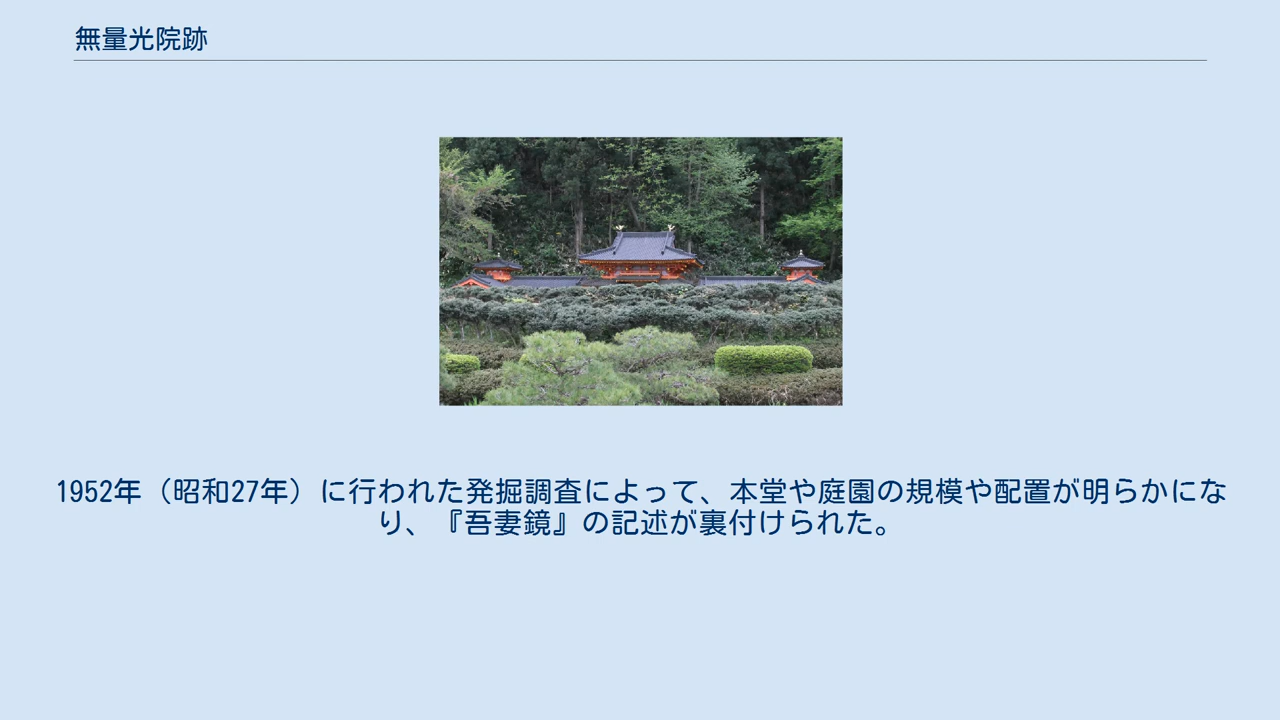 無量光院跡
1952年（昭和27年）に行われた発掘調査によって、本堂や庭園の規模や配置が明らかにな
り、『吾妻鏡』の記述が裏付けられた。